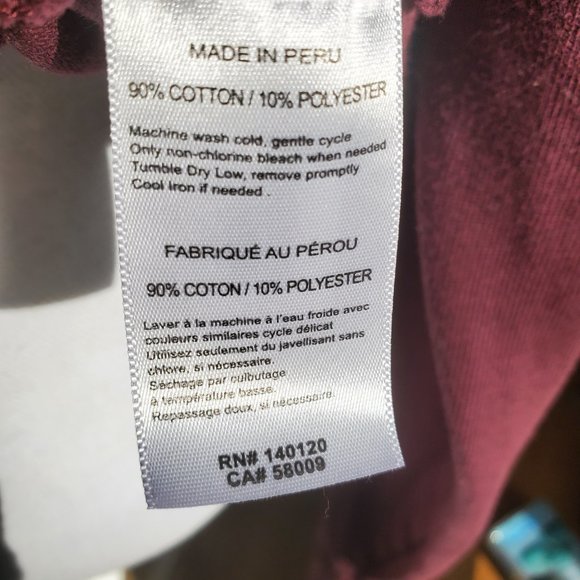 MADE IN PERU
90% COTTON / 10% POLYESTER
Machine wash cold, gentle cycle
Only non-chlorine bleach when needed
Tumble Dry Low, remove promptly
Cool Iron if needed .
FABRIQUÉ AU PÉROU
90% COTON / 10% POLYESTER
Laver à la machine à l'eau froide avec
couleurs similaires cycle délicat
Utilisez seulement du javellisant sans
chlore, si nécessaire.
Séchage par culbutage
à température basse.
Repassage doux, si nécessaire.
RN# 140120
CA# 58009